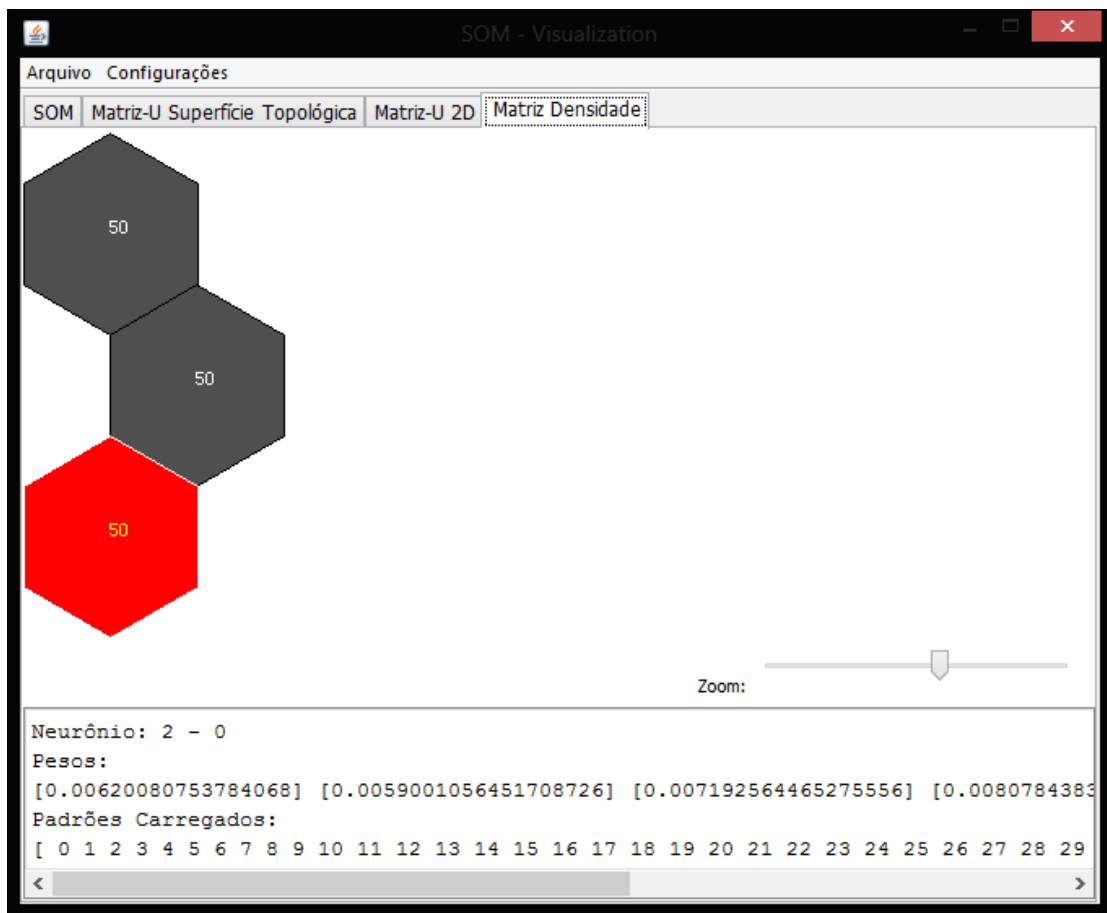 SOM - Visualization
Arquivo Configurações
SOM Matriz-U Superfície Topológica Matriz-U 2D Matriz Densidade
50
50
50
Zoom:
Neurônio: 2 - 0
Pesos:
[0.00620080753784068] [0.0059001056451708726] [0.007192564465275556] [0.0080784383
Padrões Carregados:
[ 0 1 2 3 4 5 6 7 8 9 10 11 12 13 14 15 16 17 18 19 20 21 22 23 24 25 26 27 28 29